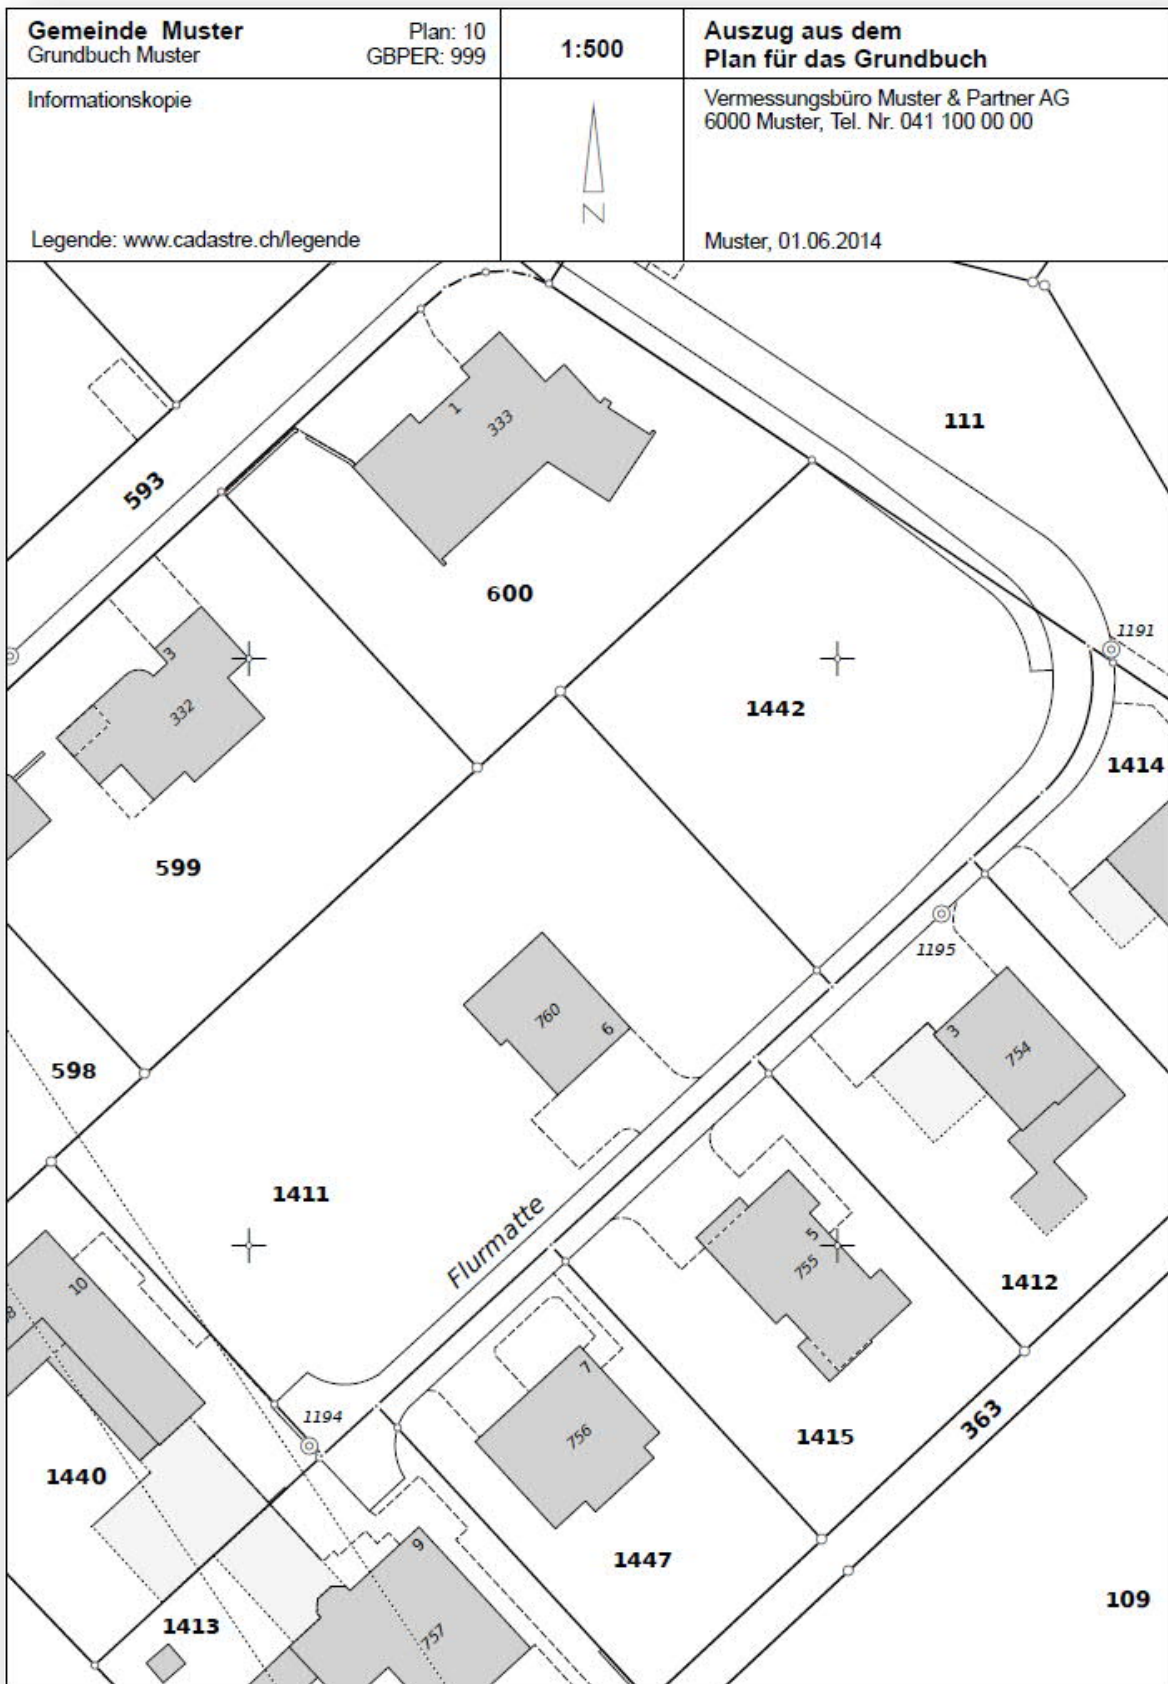 Gemeinde Muster
Plan: 10
Grundbuch Muster
GBPER: 999
1:500
Auszug aus dem
Plan für das Grundbuch
Informationskopie
Vermessungsbüro Muster & Partner AG
6000 Muster, Tel. Nr. 041 100 00 00
N
Legende: www.cadastre.ch/legende
Muster, 01.06.2014
111
1
333
593
600
1191
3
332
1442
1414
599
1195
760
6
3
754
598
1411
Flurmatte
5
755
10
1412
8
7
1194
756
1415
363
1440
9
1447
109
1413
757